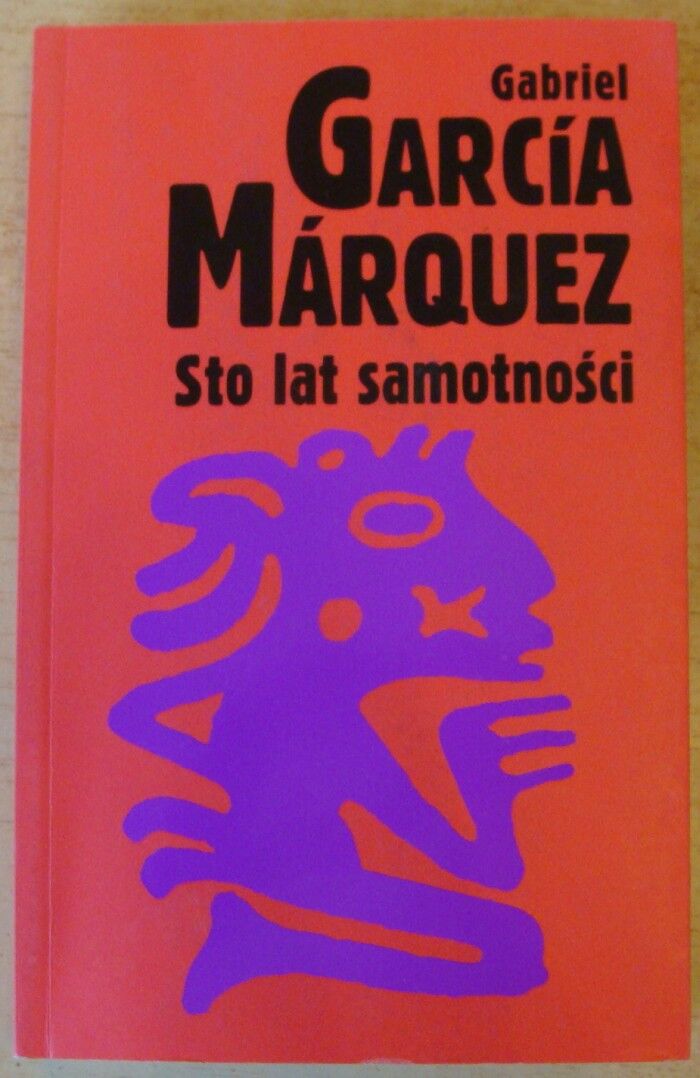 Gabriel
GARCÍA
MÁRQUEZ
Sto lat samotności